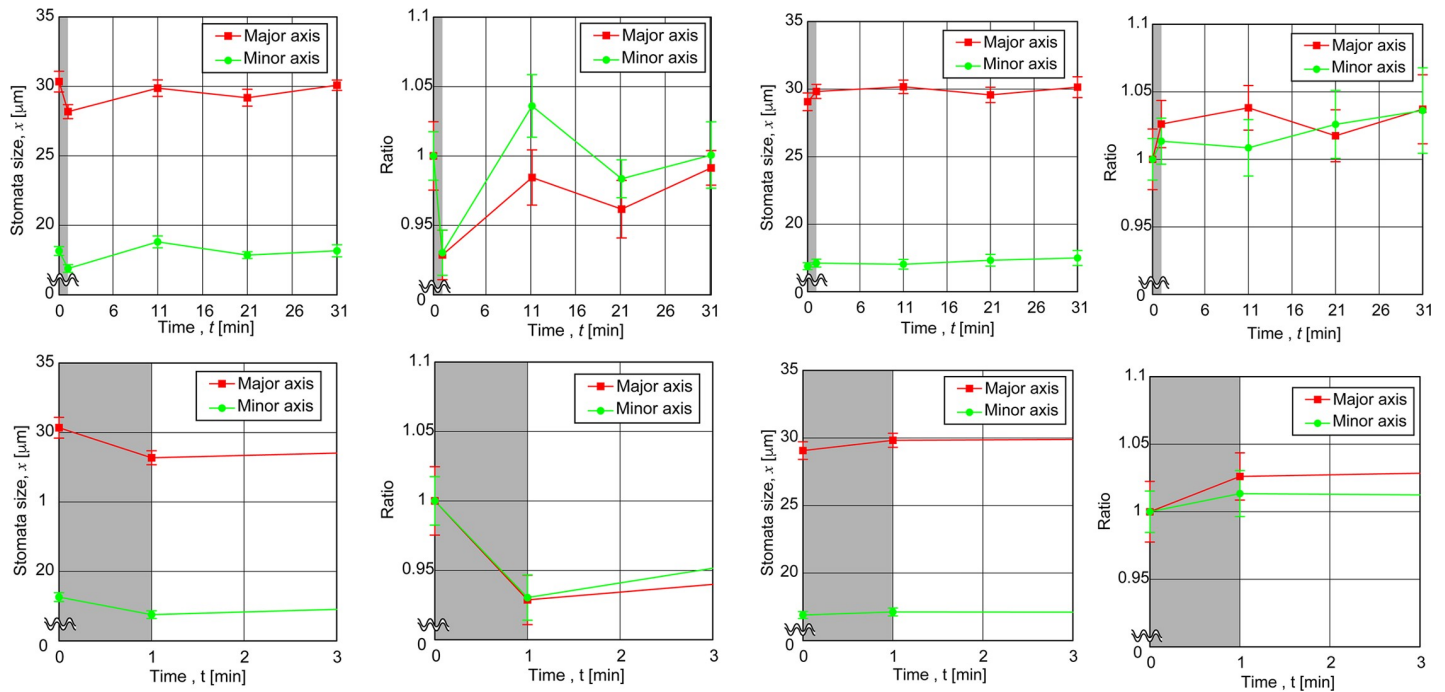 35
30
25
20
0
Stomata size, x [μm]
Major axis
Minor axis
0 6 11 16 21 26 31
Time , t [min]
1.1
1.05
1
0.95
0
Ratio
Major axis
Minor axis
0 6 11 16 21 26 31
Time , t [min]
35
30
25
20
0
Stomata size, x [μm]
Major axis
Minor axis
0 6 11 16 21 26 31
Time , t [min]
1.1
1.05
1
0.95
0
Ratio
Major axis
Minor axis
0 6 11 16 21 26 31
Time , t [min]
35
30
1
20
0
Stomata size, x [μm]
Major axis
Minor axis
0 1 2 3
Time , t [min]
1.1
1.05
1
0.95
0
Ratio
Major axis
Minor axis
0 1 2 3
Time , t [min]
35
30
25
20
0
Stomata size, x [μm]
Major axis
Minor axis
0 1 2 3
Time , t [min]
1.1
1.05
1
0.95
0
Ratio
Major axis
Minor axis
0 1 2 3
Time , t [min]